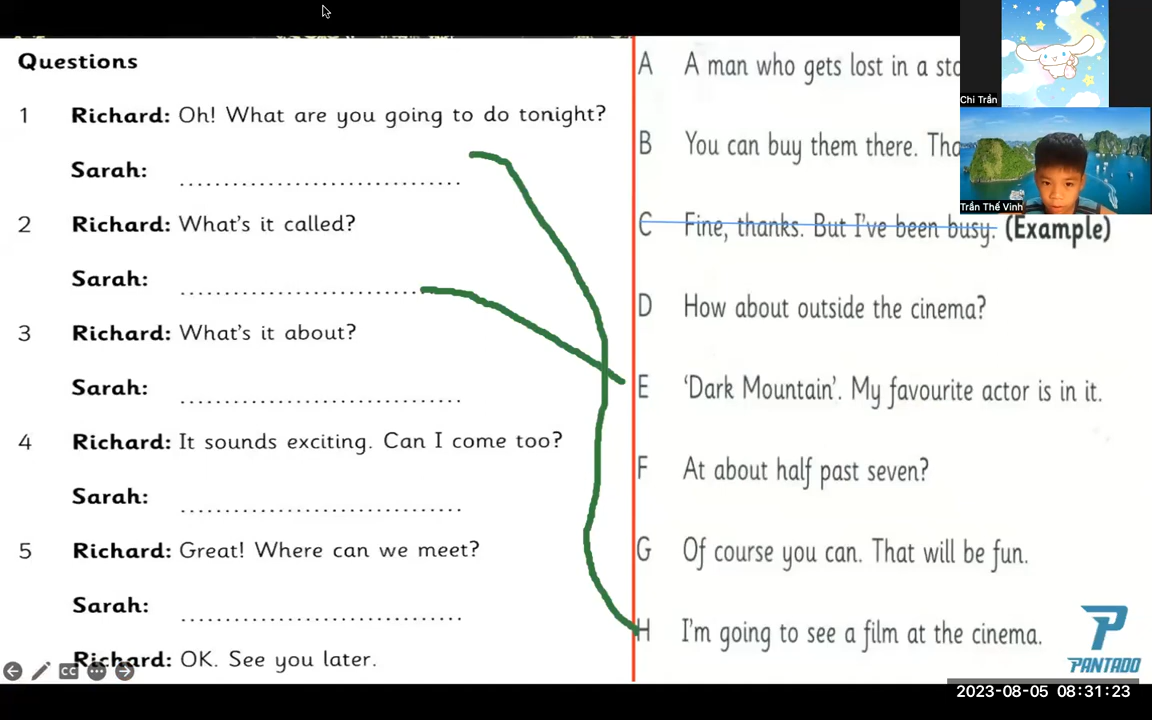 Questions
1 Richard: Oh! What are you going to do tonight?
Sarah: ................................
2 Richard: What's it called?
Sarah: ................................
3 Richard: What's it about?
Sarah: ................................
4 Richard: It sounds exciting. Can I come too?
Sarah: ................................
5 Richard: Great! Where can we meet?
Sarah: ................................
Richard: OK. See you later.
A A man who gets lost in a
B You can buy them there.
C Fine, thanks. But I've been busy. (Example)
D How about outside the cinema?
E 'Dark Mountain'. My favourite actor is in it.
F At about half past seven?
G Of course you can. That will be fun.
H I'm going to see a film at the cinema.
Chi Trần
Trần Thế Vinh
CC
PANTADO
2023-08-05 08:31:23